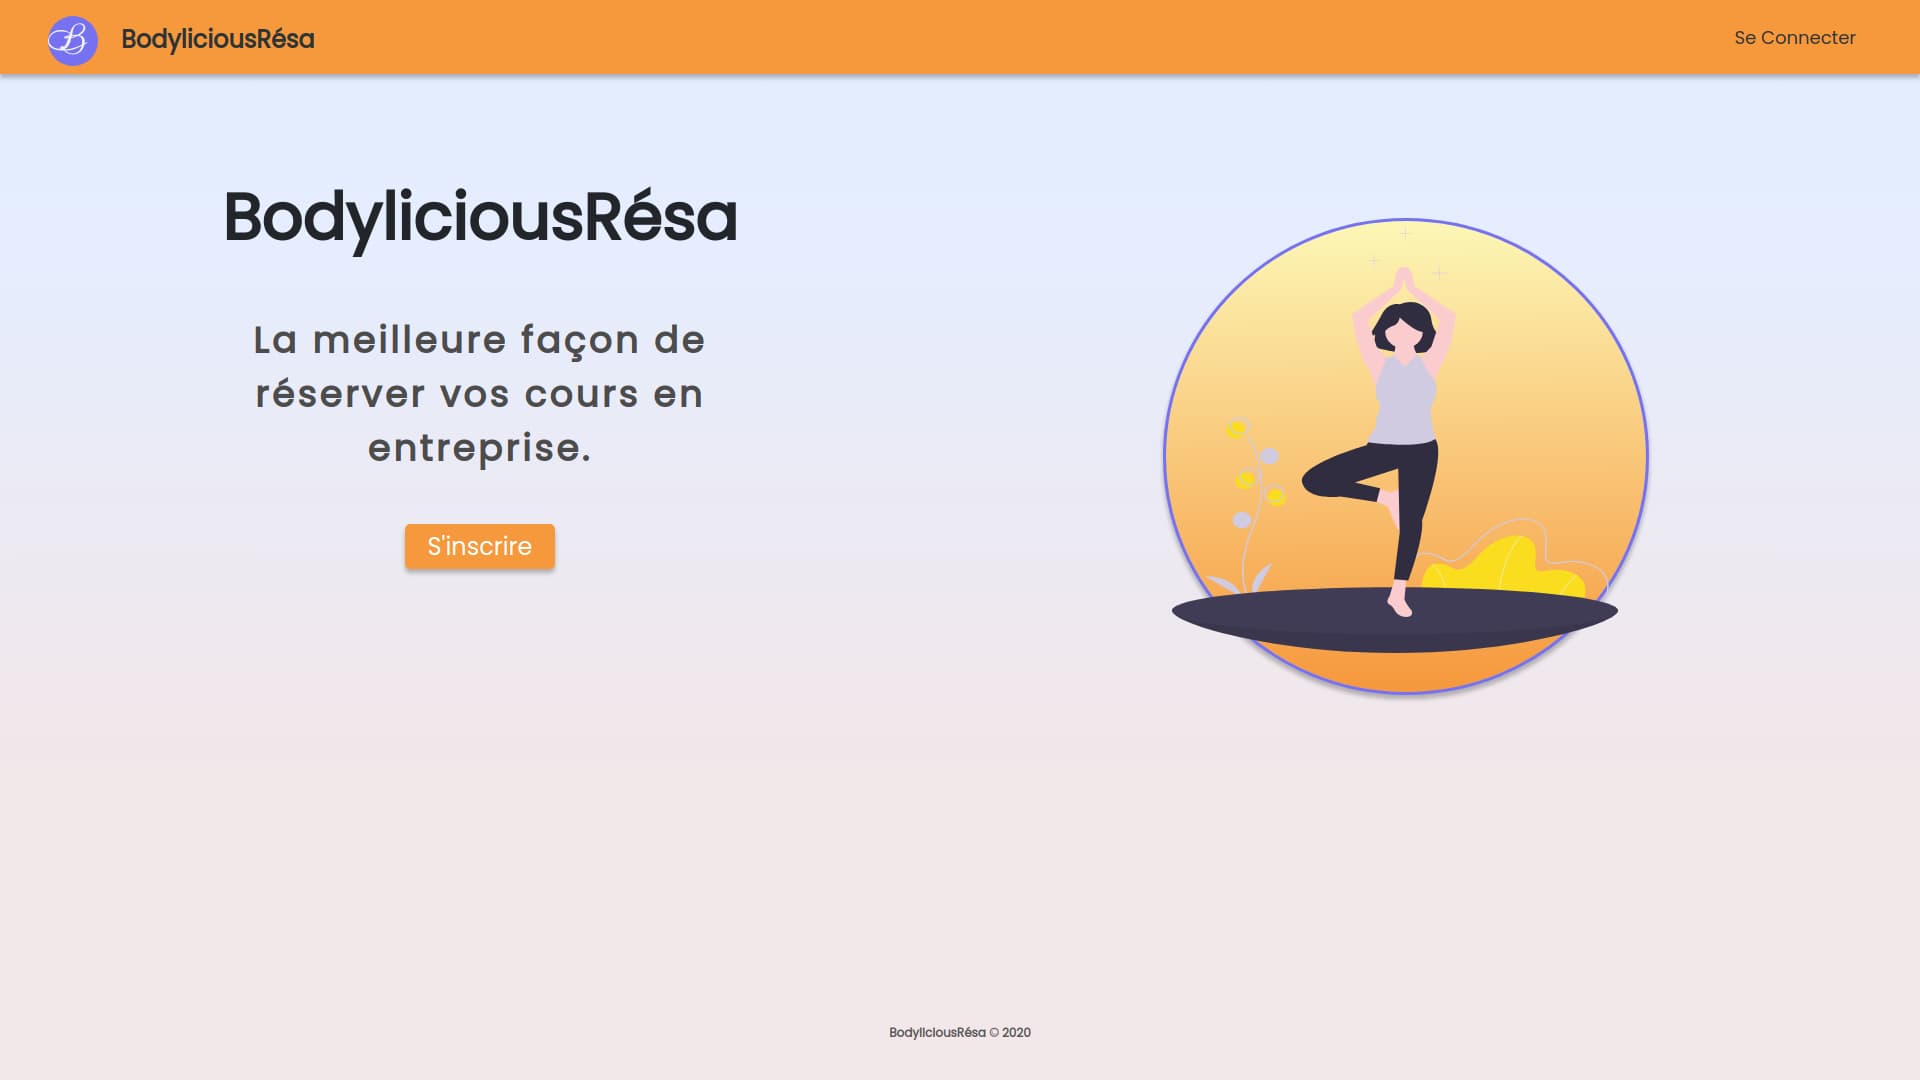 B
BodyliciousRésa
Se Connecter
BodyliciousRésa
La meilleure façon de
réserver vos cours en
entreprise.
S'inscrire
BodyliciousRésa © 2020